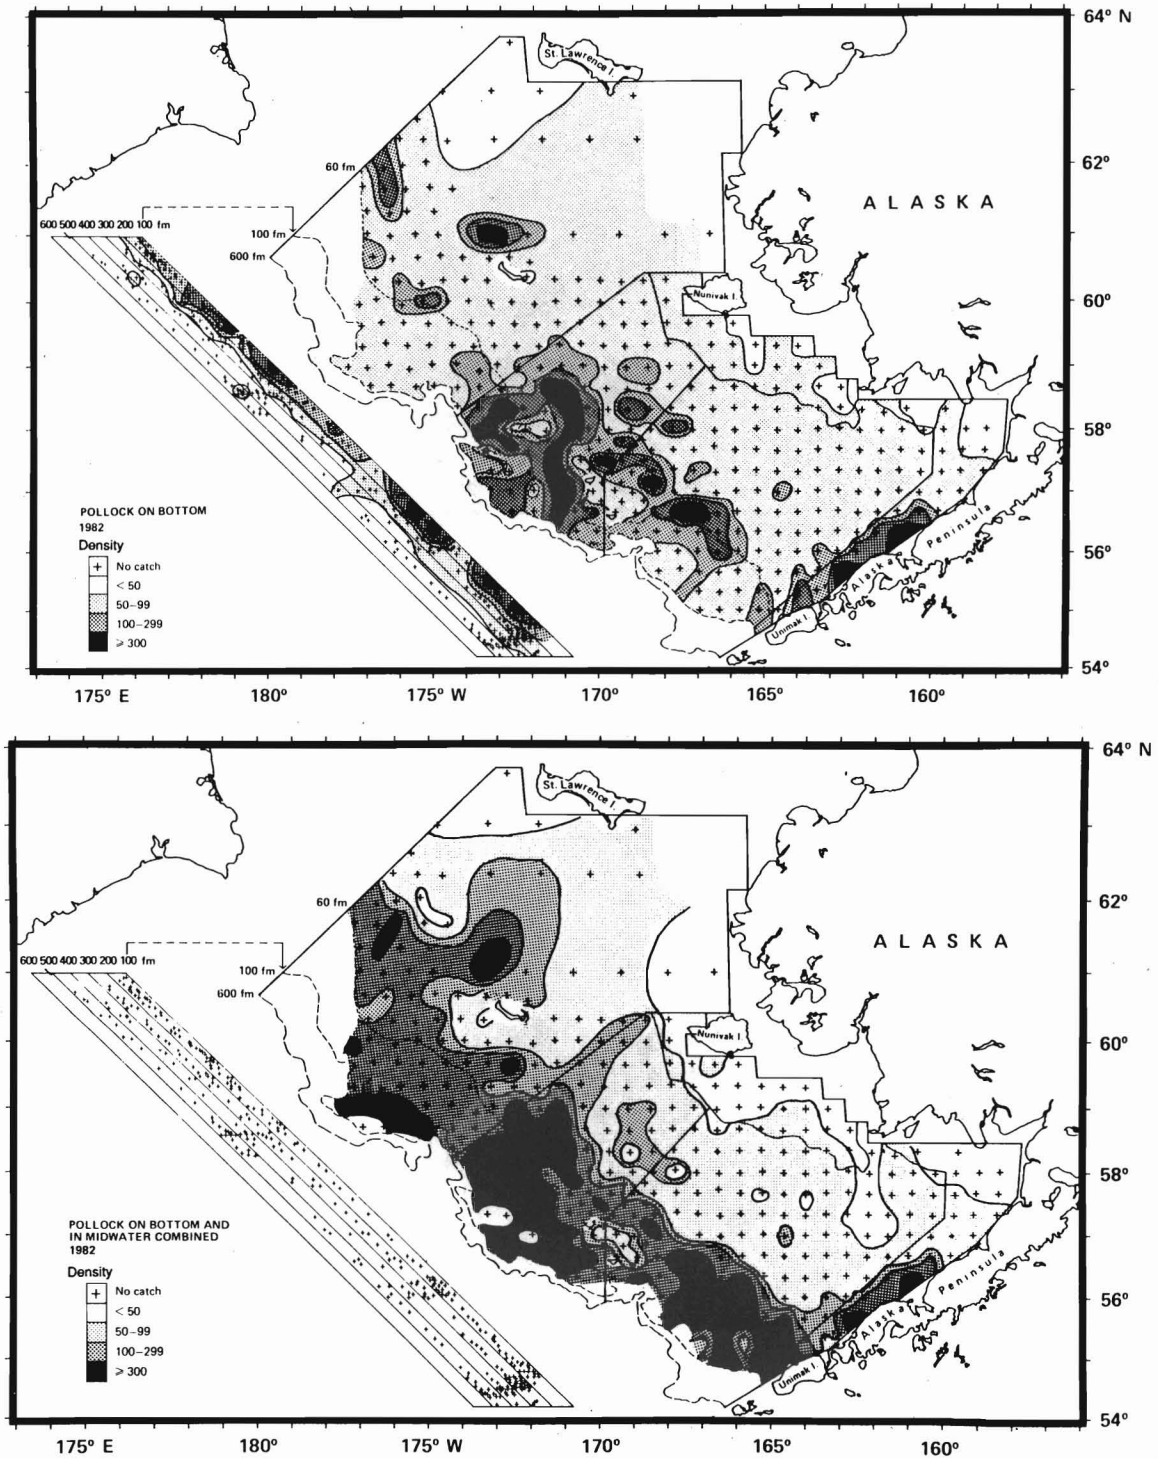 64° N
St. Lawrence I.
60 fm
62°
ALASKA
600 500 400 300 200 100 fm
100 fm
600 fm
Nunivak I.
60°
58°
POLLOCK ON BOTTOM
1982
Density
+ No catch
< 50
50–99
100–299
≥ 300
Alaska Peninsula
56°
Unimak I.
54°
175° E 180° 175° W 170° 165° 160°
64° N
St. Lawrence I.
60 fm
62°
ALASKA
600 500 400 300 200 100 fm
100 fm
600 fm
Nunivak I.
60°
58°
POLLOCK ON BOTTOM AND
IN MIDWATER COMBINED
1982
Density
+ No catch
< 50
50–99
100–299
≥ 300
Alaska Peninsula
56°
Unimak I.
54°
175° E 180° 175° W 170° 165° 160°